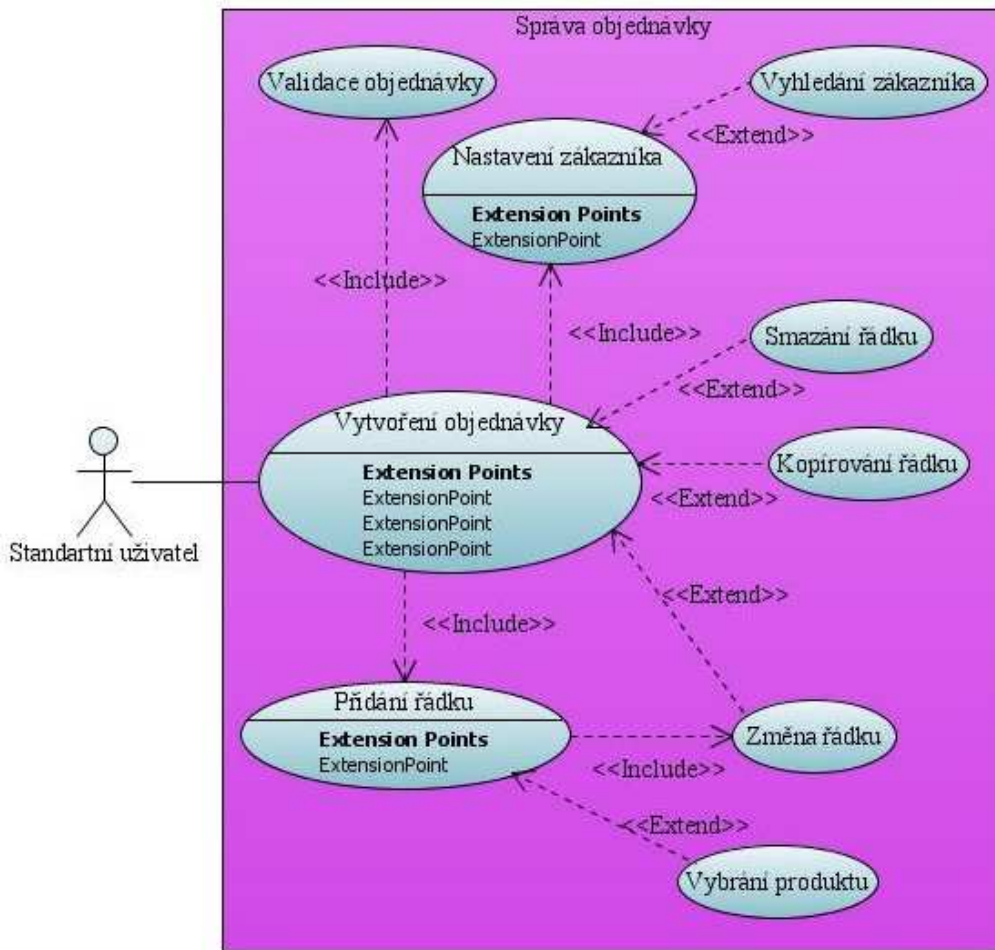 Správa objednávky
Validace objednávky
Vyhledání zákazníka
<<Extend>>
Nastavení zákazníka
Extension Points
ExtensionPoint
<<Include>>
<<Include>>
Smazání řádku
<<Extend>>
Vytvoření objednávky
Extension Points
ExtensionPoint
ExtensionPoint
ExtensionPoint
Kopírování řádku
<<Extend>>
Standartní uživatel
<<Extend>>
<<Include>>
Přidání řádku
Extension Points
ExtensionPoint
Změna řádku
<<Include>>
<<Extend>>
Vybrání produktu